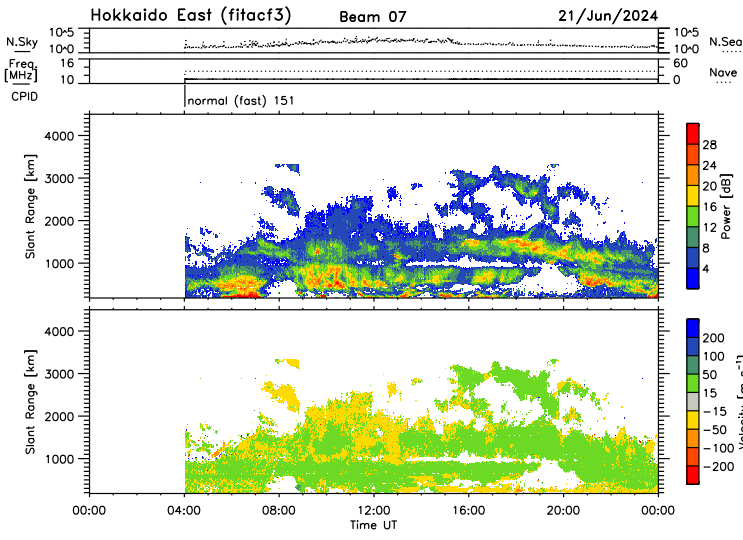 Hokkaido East (fitacf3) Beam 07 21/Jun/2024
N.Sky 10^5 10^0 10^5 10^0 N.Sea
Freq. [MHz] 16 10 60 0 Nave
CPID normal (fast) 151
Slant Range [km] 4000 3000 2000 1000
Power [dB] 28 24 20 16 12 8 4
Slant Range [km] 4000 3000 2000 1000
Velocity [m s^-1] 200 100 50 15 -15 -50 -100 -200
00:00 04:00 08:00 12:00 16:00 20:00 00:00
Time UT